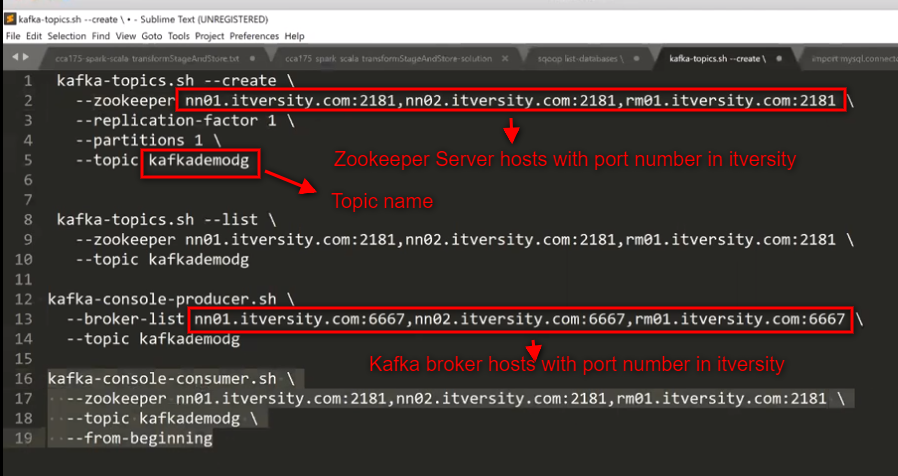 kafka-topics.sh --create \ • - Sublime Text (UNREGISTERED)
File Edit Selection Find View Goto Tools Project Preferences Help
cca175-spark-scala transformStageAndStore.txt cca175 spark scala transformStageAndStore-solution sqoop list-databases \ kafka-topics.sh --create \ import mysql.connecto
1 kafka-topics.sh --create \
2 --zookeeper nn01.itversity.com:2181,nn02.itversity.com:2181,rm01.itversity.com:2181 \
3 --replication-factor 1 \
4 --partitions 1 \
5 --topic kafkademodg
Zookeeper Server hosts with port number in itversity
6
7
Topic name
8 kafka-topics.sh --list \
9 --zookeeper nn01.itversity.com:2181,nn02.itversity.com:2181,rm01.itversity.com:2181 \
10 --topic kafkademodg
11
12 kafka-console-producer.sh \
13 --broker-list nn01.itversity.com:6667,nn02.itversity.com:6667,rm01.itversity.com:6667 \
14 --topic kafkademodg
15
Kafka broker hosts with port number in itversity
16 kafka-console-consumer.sh \
17 --zookeeper nn01.itversity.com:2181,nn02.itversity.com:2181,rm01.itversity.com:2181 \
18 --topic kafkademodg \
19 --from-beginning